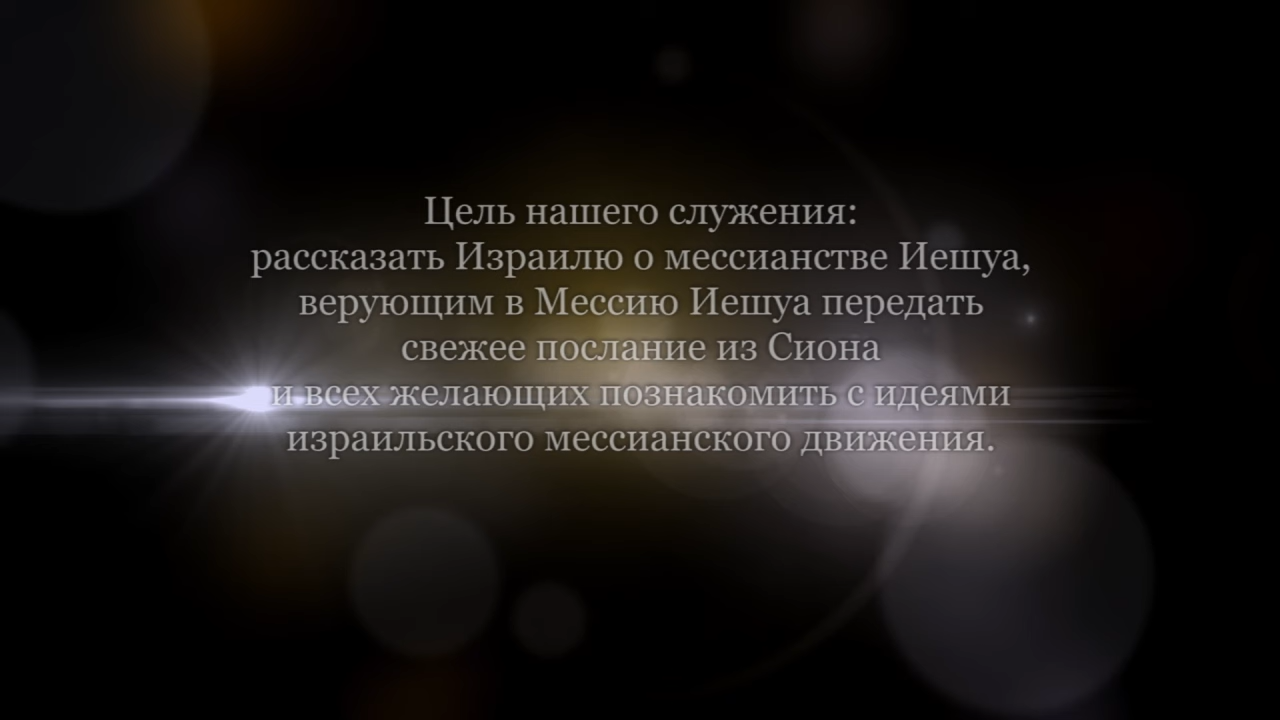 Цель нашего служения:
рассказать Израилю о мессианстве Иешуа,
верующим в Мессию Иешуа передать
свежее послание из Сиона
и всех желающих познакомить с идеями
израильского мессианского движения.